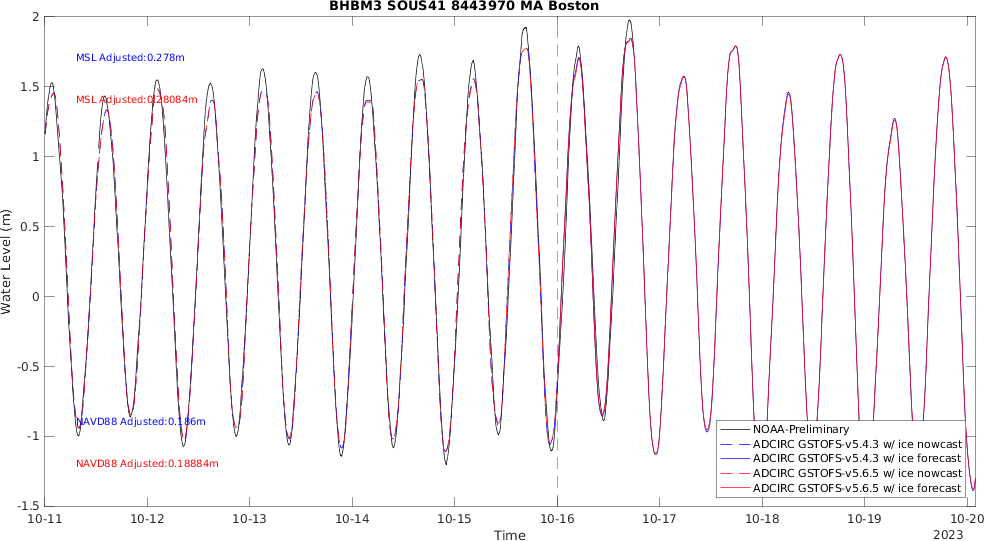 BHBM3 SOUS41 8443970 MA Boston
2
MSL Adjusted:0.278m
1.5
MSL Adjusted:0.28084m
1
0.5
Water Level (m)
0
-0.5
NAVD88 Adjusted:0.186m
-1
NAVD88 Adjusted:0.18884m
-1.5
NOAA-Preliminary
ADCIRC GSTOFS-v5.4.3 w/ ice nowcast
ADCIRC GSTOFS-v5.4.3 w/ ice forecast
ADCIRC GSTOFS-v5.6.5 w/ ice nowcast
ADCIRC GSTOFS-v5.6.5 w/ ice forecast
10-11 10-12 10-13 10-14 10-15 10-16 10-17 10-18 10-19 10-20
Time
2023